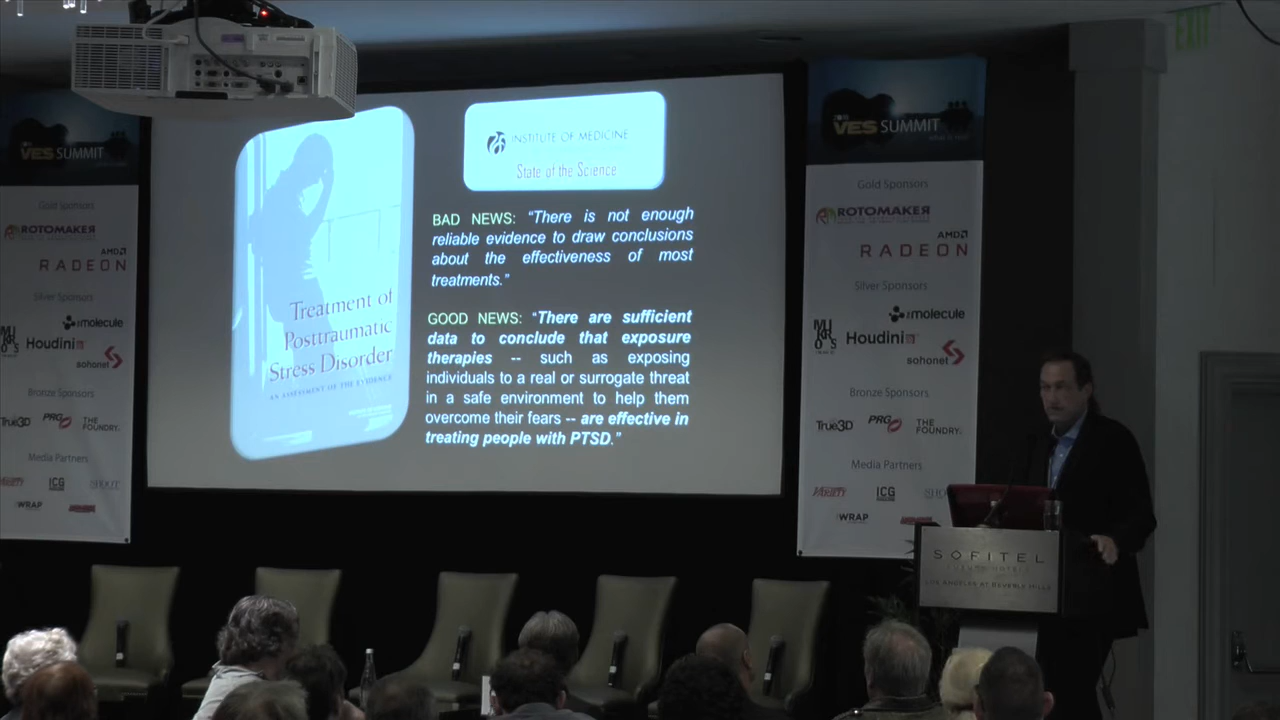 EXIT
VES SUMMIT
Gold Sponsors
ROTOMAKER
AMD
RADEON
Silver Sponsors
molecule
Houdini
sohonet
Bronze Sponsors
True3D
PRG
THE FOUNDRY.
Media Partners
ICG
WRAP
Treatment of
Posttraumatic
Stress Disorder
AN ASSESSMENT OF THE EVIDENCE
INSTITUTE OF MEDICINE
State of the Science
BAD NEWS: “There is not enough
reliable evidence to draw conclusions
about the effectiveness of most
treatments.”
GOOD NEWS: “There are sufficient
data to conclude that exposure
therapies -- such as exposing
individuals to a real or surrogate threat
in a safe environment to help them
overcome their fears -- are effective in
treating people with PTSD.”
VES SUMMIT
Gold Sponsors
ROTOMAKER
AMD
RADEON
Silver Sponsors
molecule
Houdini
sohonet
Bronze Sponsors
True3D
PRG
THE FOUNDRY.
Media Partners
Variety
ICG
WRAP
SOFITEL
LUXURY HOTELS
LOS ANGELES AT BEVERLY HILLS